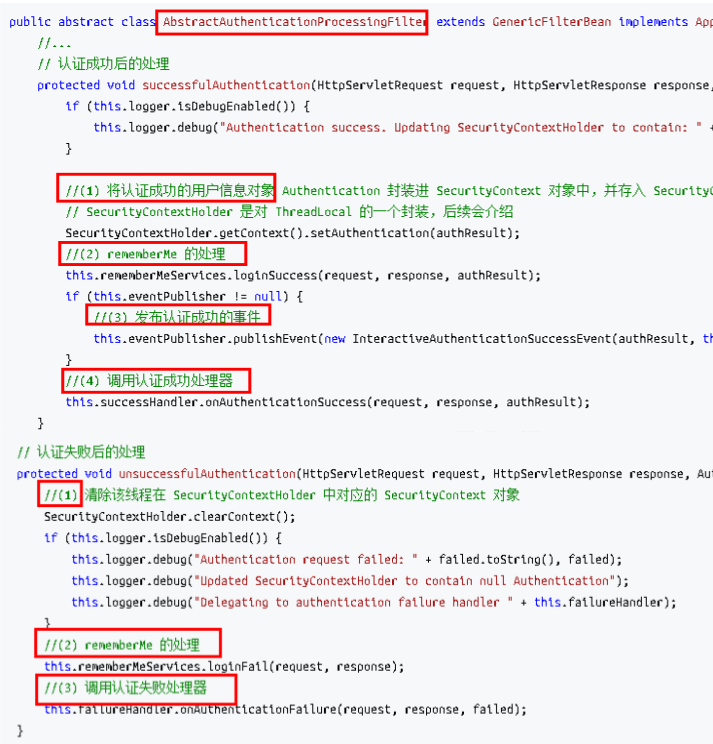 public abstract class AbstractAuthenticationProcessingFilter extends GenericFilterBean implements App
//...
// 认证成功后的处理
protected void successfulAuthentication(HttpServletRequest request, HttpServletResponse response,
if (this.logger.isDebugEnabled()) {
this.logger.debug("Authentication success. Updating SecurityContextHolder to contain: " +
}
//(1) 将认证成功的用户信息对象 Authentication 封装进 SecurityContext 对象中，并存入 SecurityC
// SecurityContextHolder 是对 ThreadLocal 的一个封装，后续会介绍
SecurityContextHolder.getContext().setAuthentication(authResult);
//(2) rememberMe 的处理
this.rememberMeServices.loginSuccess(request, response, authResult);
if (this.eventPublisher != null) {
//(3) 发布认证成功的事件
this.eventPublisher.publishEvent(new InteractiveAuthenticationSuccessEvent(authResult, th
}
//(4) 调用认证成功处理器
this.successHandler.onAuthenticationSuccess(request, response, authResult);
}
// 认证失败后的处理
protected void unsuccessfulAuthentication(HttpServletRequest request, HttpServletResponse response, Aut
//(1) 清除该线程在 SecurityContextHolder 中对应的 SecurityContext 对象
SecurityContextHolder.clearContext();
if (this.logger.isDebugEnabled()) {
this.logger.debug("Authentication request failed: " + failed.toString(), failed);
this.logger.debug("Updated SecurityContextHolder to contain null Authentication");
this.logger.debug("Delegating to authentication failure handler " + this.failureHandler);
}
//(2) rememberMe 的处理
this.rememberMeServices.loginFail(request, response);
//(3) 调用认证失败处理器
this.failureHandler.onAuthenticationFailure(request, response, failed);
}